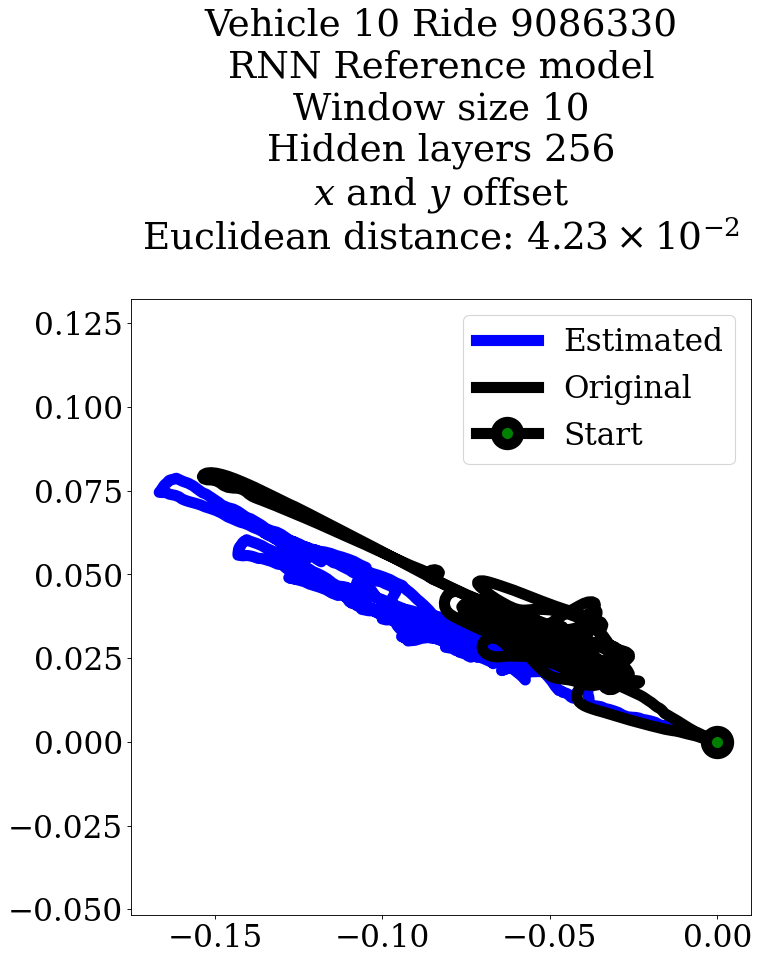 Vehicle 10 Ride 9086330
RNN Reference model
Window size 10
Hidden layers 256
x and y offset
Euclidean distance: 4.23 × 10⁻²
Estimated
Original
Start
0.125
0.100
0.075
0.050
0.025
0.000
−0.025
−0.050
−0.15 −0.10 −0.05 0.00